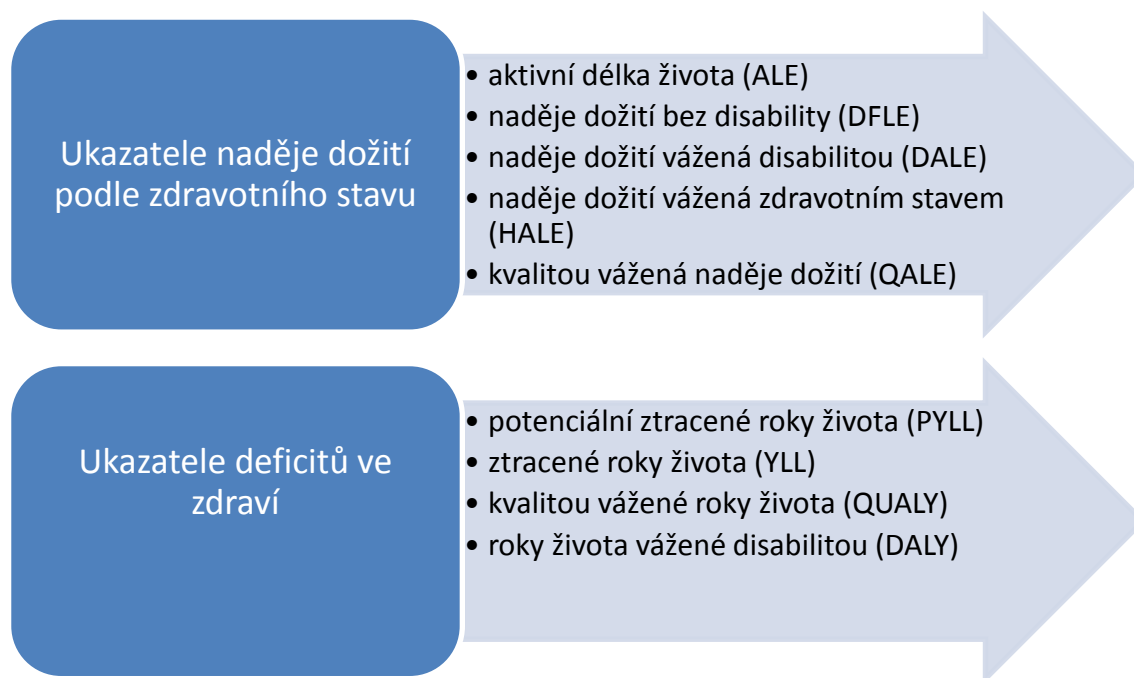 Ukazatele naděje dožití
podle zdravotního stavu
• aktivní délka života (ALE)
• naděje dožití bez disability (DFLE)
• naděje dožití vážená disabilitou (DALE)
• naděje dožití vážená zdravotním stavem
(HALE)
• kvalitou vážená naděje dožití (QALE)
Ukazatele deficitů ve
zdraví
• potenciální ztracené roky života (PYLL)
• ztracené roky života (YLL)
• kvalitou vážené roky života (QUALY)
• roky života vážené disabilitou (DALY)